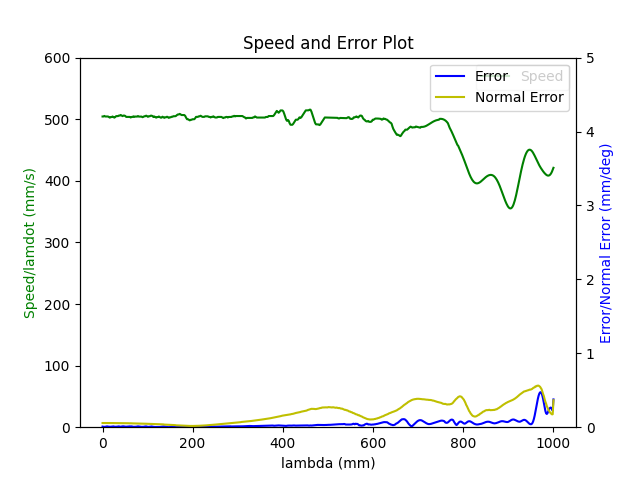 Speed and Error Plot
600
500
400
300
200
100
0
Speed/lamdot (mm/s)
5
4
3
2
1
0
Error/Normal Error (mm/deg)
Error
Speed
Normal Error
0
200
400
600
800
1000
lambda (mm)